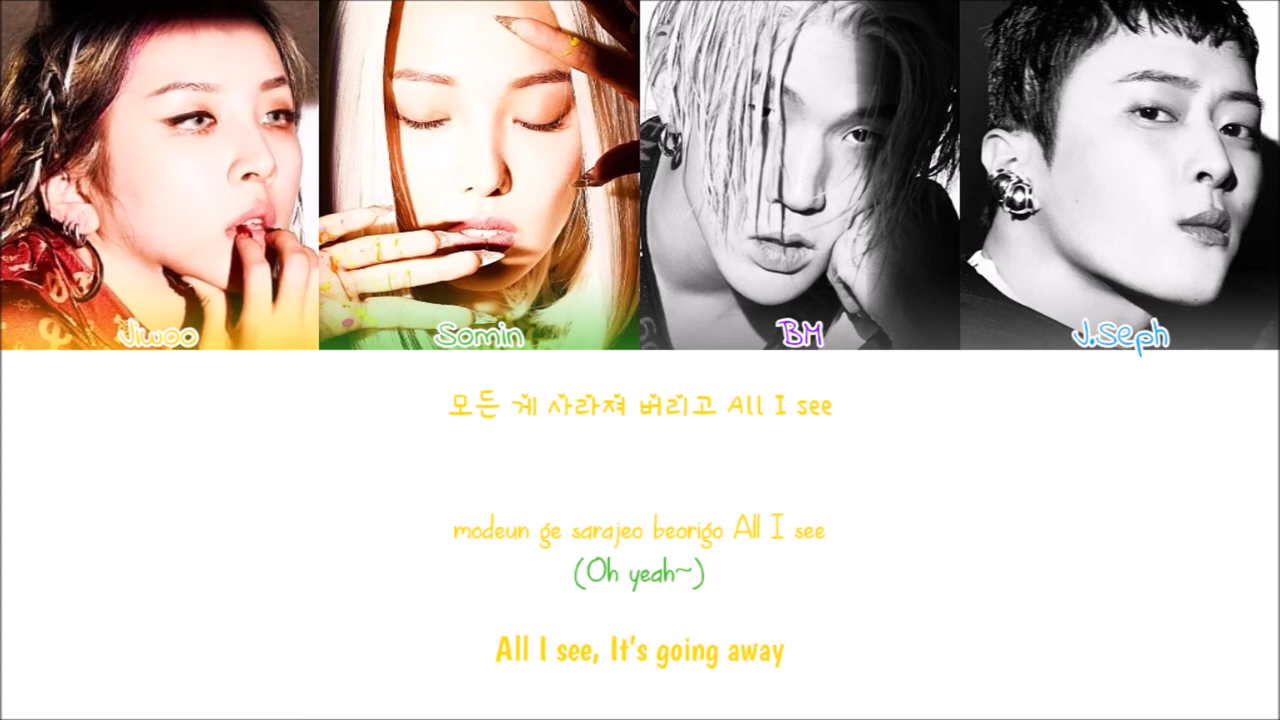 Jiwoo
Somin
BM
J.Seph
모든 게 사라져 버리고 All I see
modeun ge sarajeo beorigo All I see
(Oh yeah~)
All I see, It's going away